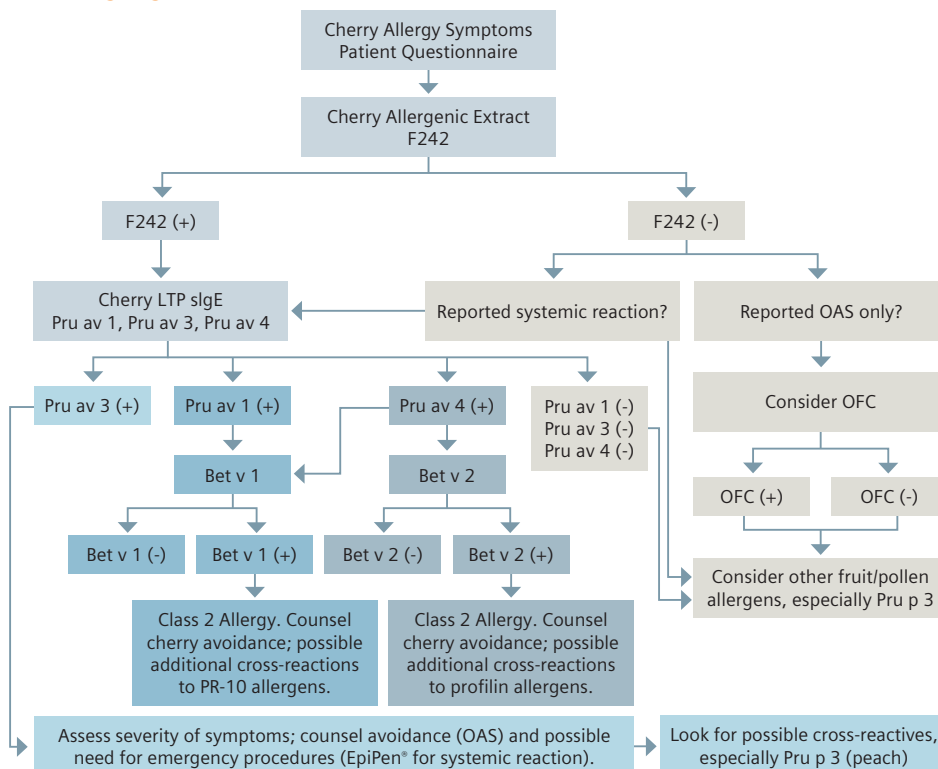 Cherry Allergy Symptoms
Patient Questionnaire
Cherry Allergenic Extract
F242
F242 (+)
F242 (-)
Cherry LTP sIgE
Pru av 1, Pru av 3, Pru av 4
Reported systemic reaction?
Reported OAS only?
Pru av 3 (+)
Pru av 1 (+)
Pru av 4 (+)
Pru av 1 (-)
Pru av 3 (-)
Pru av 4 (-)
Consider OFC
Bet v 1
Bet v 2
OFC (+)
OFC (-)
Bet v 1 (-)
Bet v 1 (+)
Bet v 2 (-)
Bet v 2 (+)
Consider other fruit/pollen
allergens, especially Pru p 3
Class 2 Allergy. Counsel
cherry avoidance; possible
additional cross-reactions
to PR-10 allergens.
Class 2 Allergy. Counsel
cherry avoidance; possible
additional cross-reactions
to profilin allergens.
Assess severity of symptoms; counsel avoidance (OAS) and possible
need for emergency procedures (EpiPen® for systemic reaction).
Look for possible cross-reactives,
especially Pru p 3 (peach)